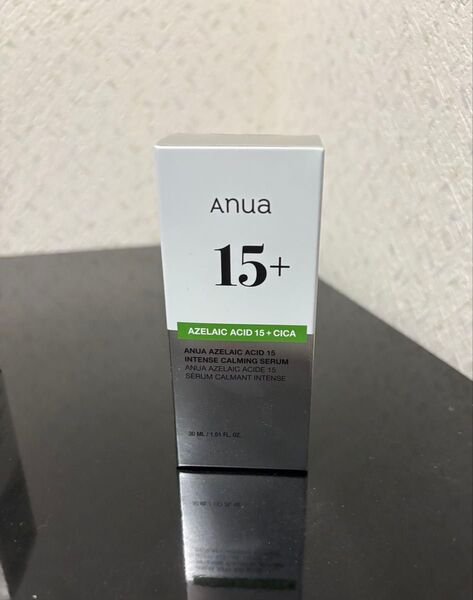 Anua
15+
AZELAIC ACID 15 + CICA
ANUA AZELAIC ACID 15
INTENSE CALMING SERUM
ANUA AZELAIC ACIDE 15
SÉRUM CALMANT INTENSE
30 ML / 1.01 FL. OZ.